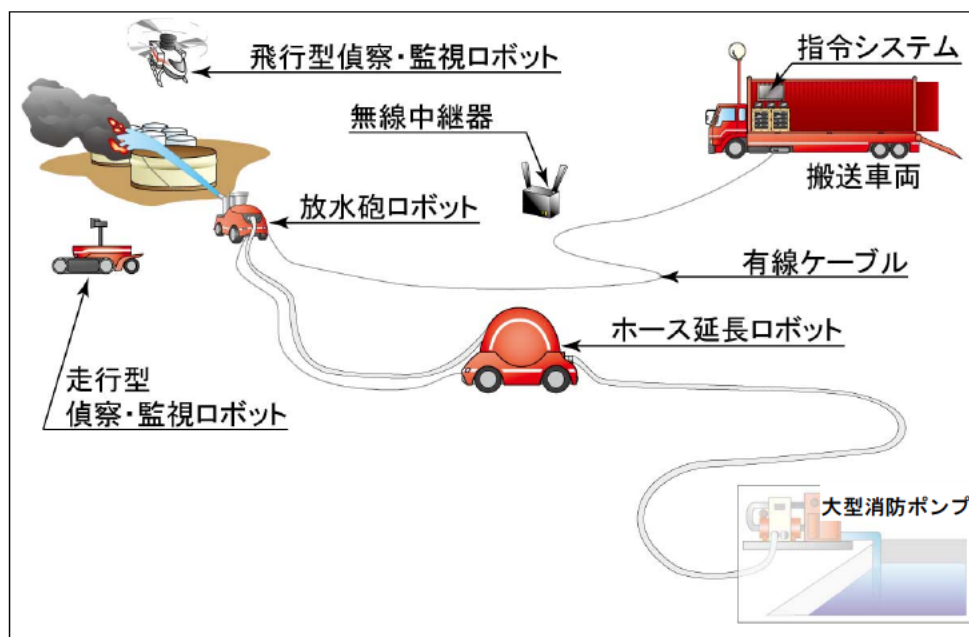 飛行型偵察・監視ロボット
指令システム
無線中継器
搬送車両
放水砲ロボット
有線ケーブル
ホース延長ロボット
走行型
偵察・監視ロボット
大型消防ポンプ